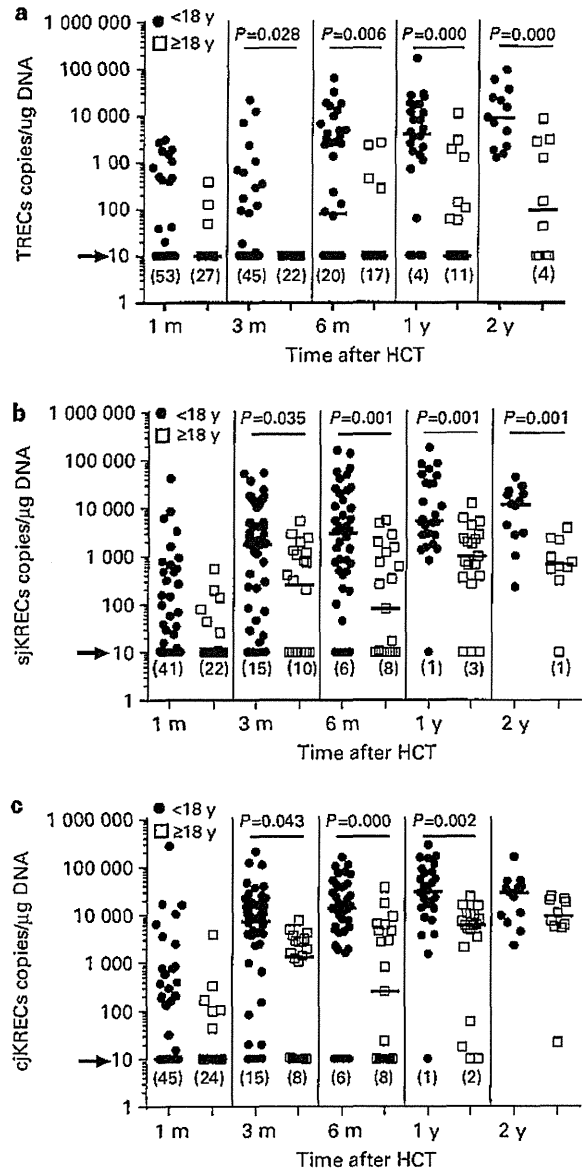 a
TRECs copies/ug DNA
1 000 000
100 000
10 000
1 00
100
10
1
<18 y
≥18 y
P=0.028
P=0.006
P=0.000
P=0.000
(53)
(27)
(45)
(22)
(20)
(17)
(4)
(11)
(4)
1 m
3 m
6 m
1 y
2 y
Time after HCT
b
sjKRECs copies/µg DNA
1 000 000
100 000
10 000
1 000
100
10
1
<18 y
≥18 y
P=0.035
P=0.001
P=0.001
P=0.001
(41)
(22)
(15)
(10)
(6)
(8)
(1)
(3)
(1)
1 m
3 m
6 m
1 y
2 y
Time after HCT
c
cjKRECs copies/µg DNA
1 000 000
100 000
10 000
1 000
100
10
1
<18 y
≥18 y
P=0.043
P=0.000
P=0.002
(45)
(24)
(15)
(8)
(6)
(8)
(1)
(2)
1 m
3 m
6 m
1 y
2 y
Time after HCT